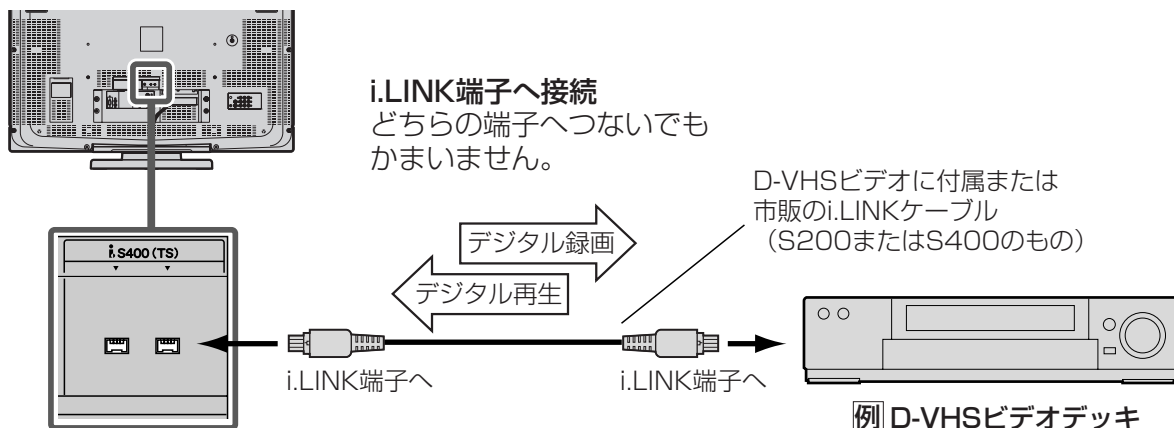 i.LINK端子へ接続
どちらの端子へつないでも
かまいません。
D-VHSビデオに付属または
市販のi.LINKケーブル
（S200またはS400のもの）
デジタル録画
デジタル再生
i.S400(TS)
i.LINK端子へ
i.LINK端子へ
例 D-VHSビデオデッキ